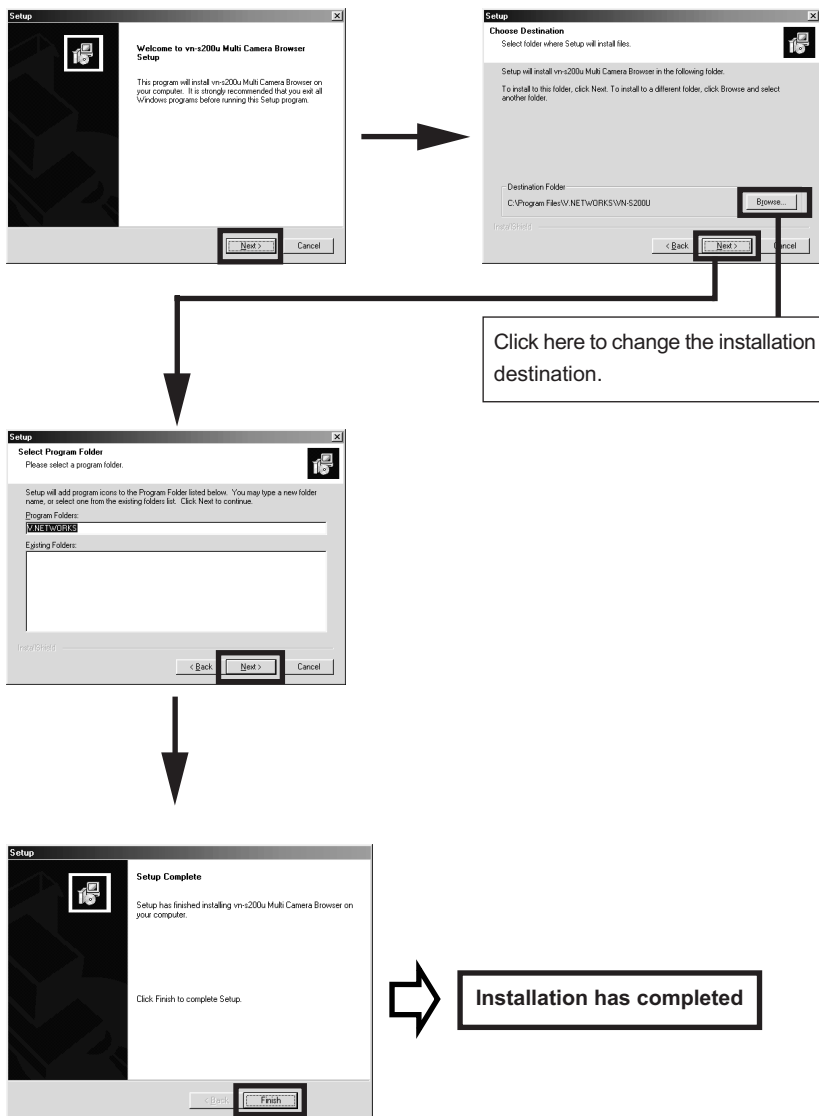 Setup
Welcome to vn-s200u Multi Camera Browser
Setup
This program will install vn-s200u Multi Camera Browser on
your computer. It is strongly recommended that you exit all
Windows programs before running this Setup program.
Next >
Cancel
Setup
Choose Destination
Select folder where Setup will install files.
Setup will install vn-s200u Multi Camera Browser in the following folder.
To install to this folder, click Next. To install to a different folder, click Browse and select
another folder.
Destination Folder
C:\Program Files\V.NETWORKS\VN-S200U
Browse...
InstallShield
< Back
Next >
Click here to change the installation
destination.
Setup
Select Program Folder
Please select a program folder.
Setup will add program icons to the Program Folder listed below. You may type a new folder
name, or select one from the existing folders list. Click Next to continue.
Program Folders:
V.NETWORKS
Existing Folders:
InstallShield
< Back
Next >
Cancel
Setup
Setup Complete
Setup has finished installing vn-s200u Multi Camera Browser on
your computer.
Click Finish to complete Setup.
< Back
Finish
Installation has completed